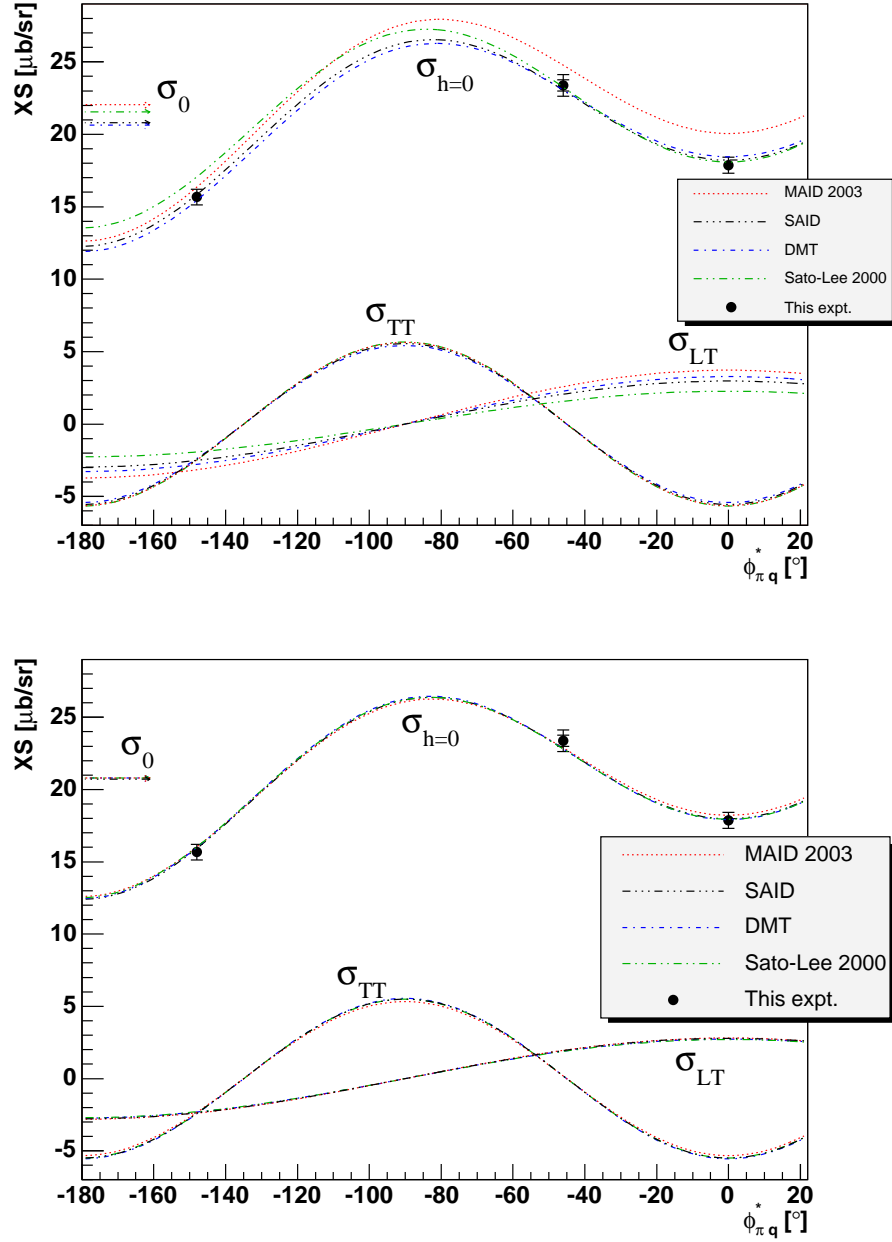 XS [μb/sr]
25
20
15
10
5
0
-5
σ0
σh=0
MAID 2003
SAID
DMT
Sato-Lee 2000
This expt.
σTT
σLT
-180 -160 -140 -120 -100 -80 -60 -40 -20 0 20
ϕ*π q [°]
XS [μb/sr]
25
20
15
10
5
0
-5
σ0
σh=0
MAID 2003
SAID
DMT
Sato-Lee 2000
This expt.
σTT
σLT
-180 -160 -140 -120 -100 -80 -60 -40 -20 0 20
ϕ*π q [°]